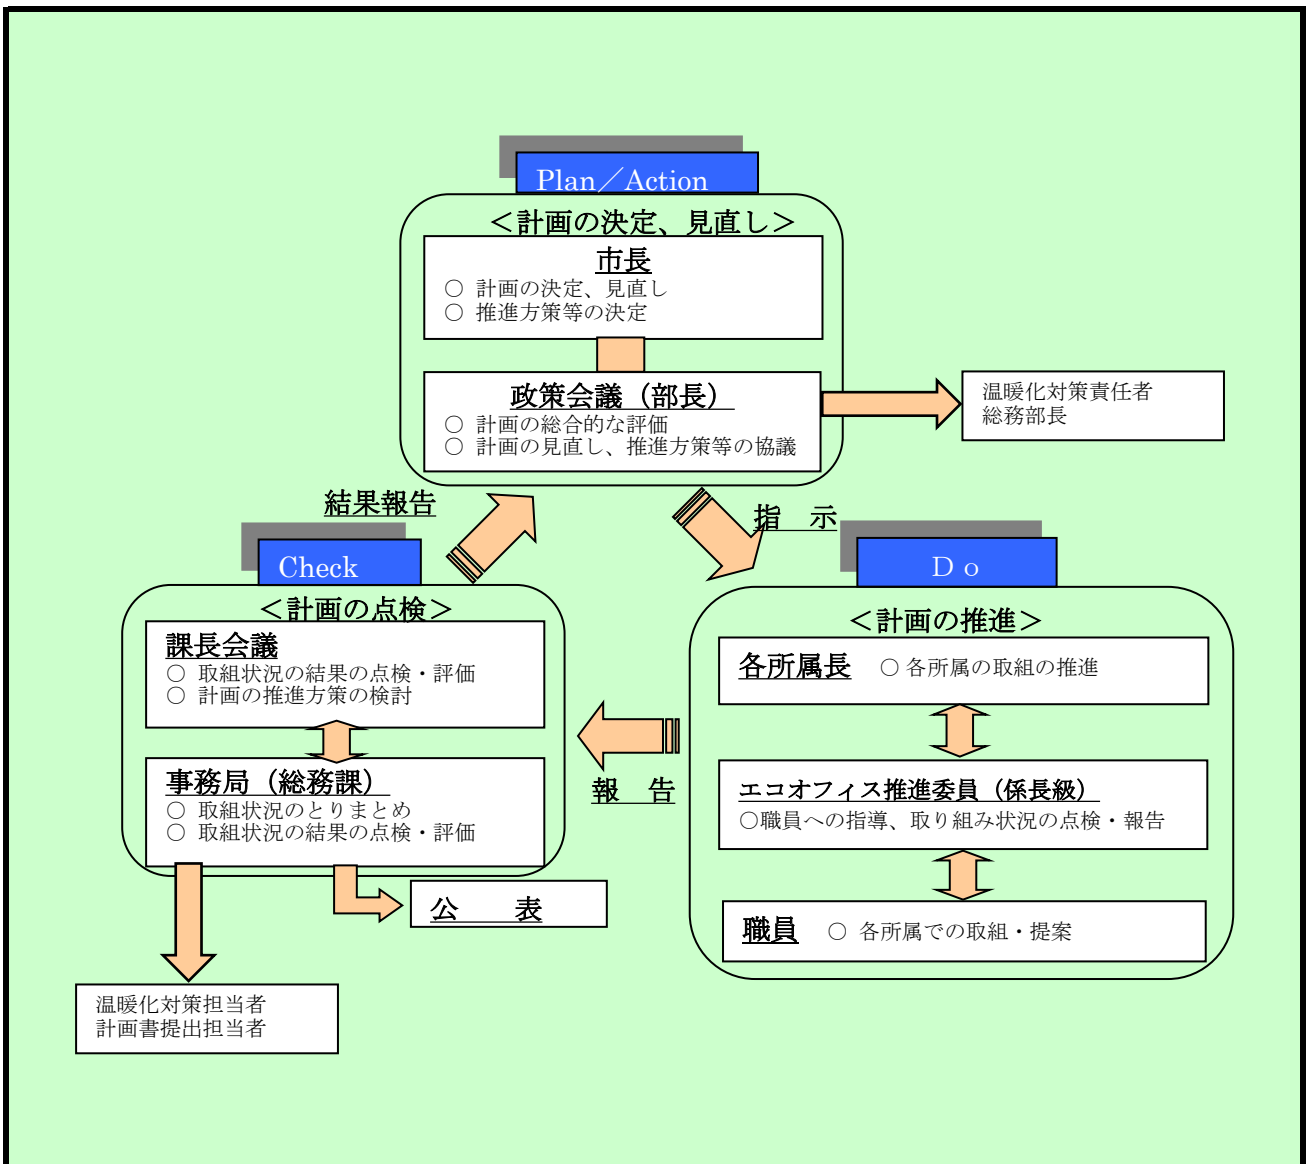 Plan／Action
＜計画の決定、見直し＞
市長
○ 計画の決定、見直し
○ 推進方策等の決定
政策会議（部長）
○ 計画の総合的な評価
○ 計画の見直し、推進方策等の協議
温暖化対策責任者
総務部長
結果報告
指　示
Check
＜計画の点検＞
課長会議
○ 取組状況の結果の点検・評価
○ 計画の推進方策の検討
事務局（総務課）
○ 取組状況のとりまとめ
○ 取組状況の結果の点検・評価
公　　表
温暖化対策担当者
計画書提出担当者
報　告
Ｄｏ
＜計画の推進＞
各所属長　○ 各所属の取組の推進
エコオフィス推進委員（係長級）
○職員への指導、取り組み状況の点検・報告
職員　○ 各所属での取組・提案